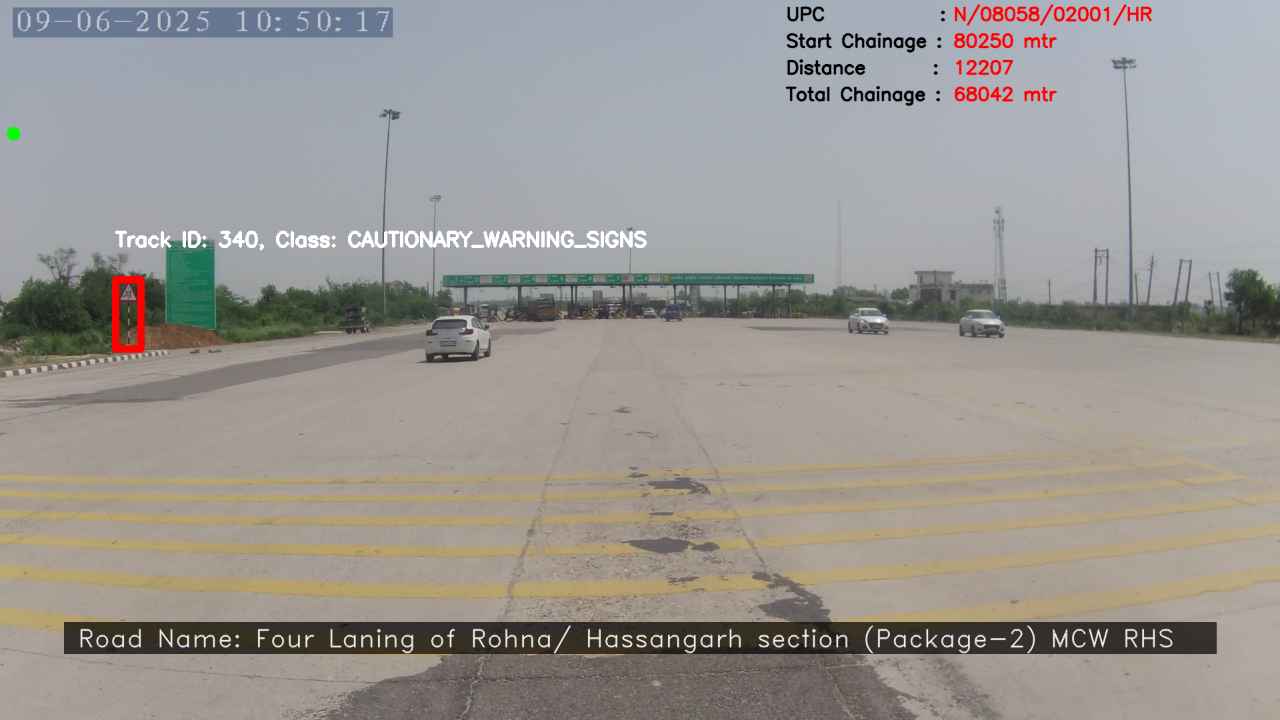 09-06-2025 10:50:17
UPC : N/08058/02001/HR
Start Chainage : 80250 mtr
Distance : 12207
Total Chainage : 68042 mtr
Track ID: 340, Class: CAUTIONARY_WARNING_SIGNS
Road Name: Four Laning of Rohna/ Hassangarh section (Package-2) MCW RHS